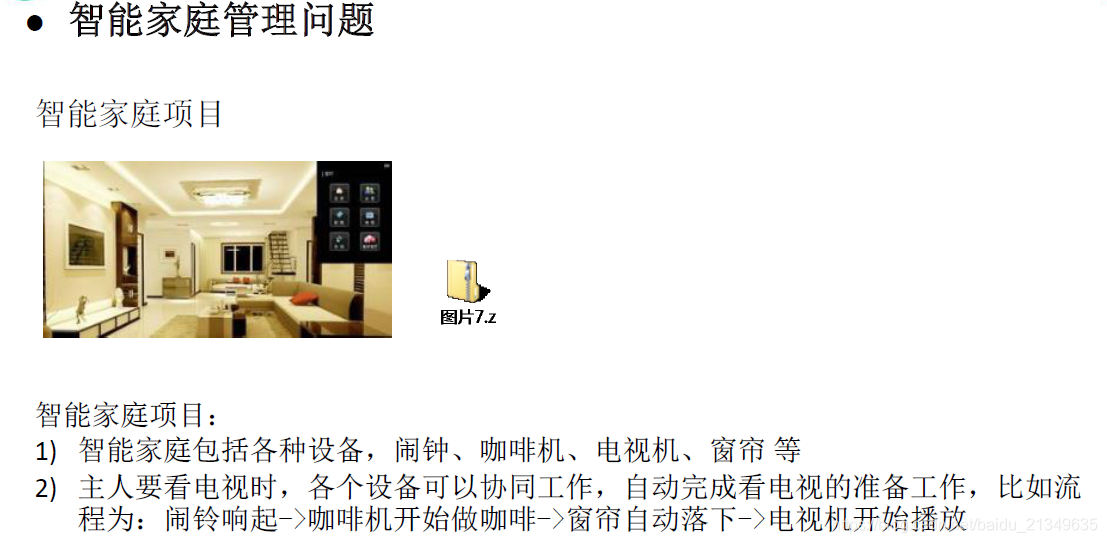 ● 智能家庭管理问题
智能家庭项目
图片7.z
智能家庭项目：
1) 智能家庭包括各种设备，闹钟、咖啡机、电视机、窗帘 等
2) 主人要看电视时，各个设备可以协同工作，自动完成看电视的准备工作，比如流
程为：闹铃响起->咖啡机开始做咖啡->窗帘自动落下->电视机开始播放
baidu_21349635